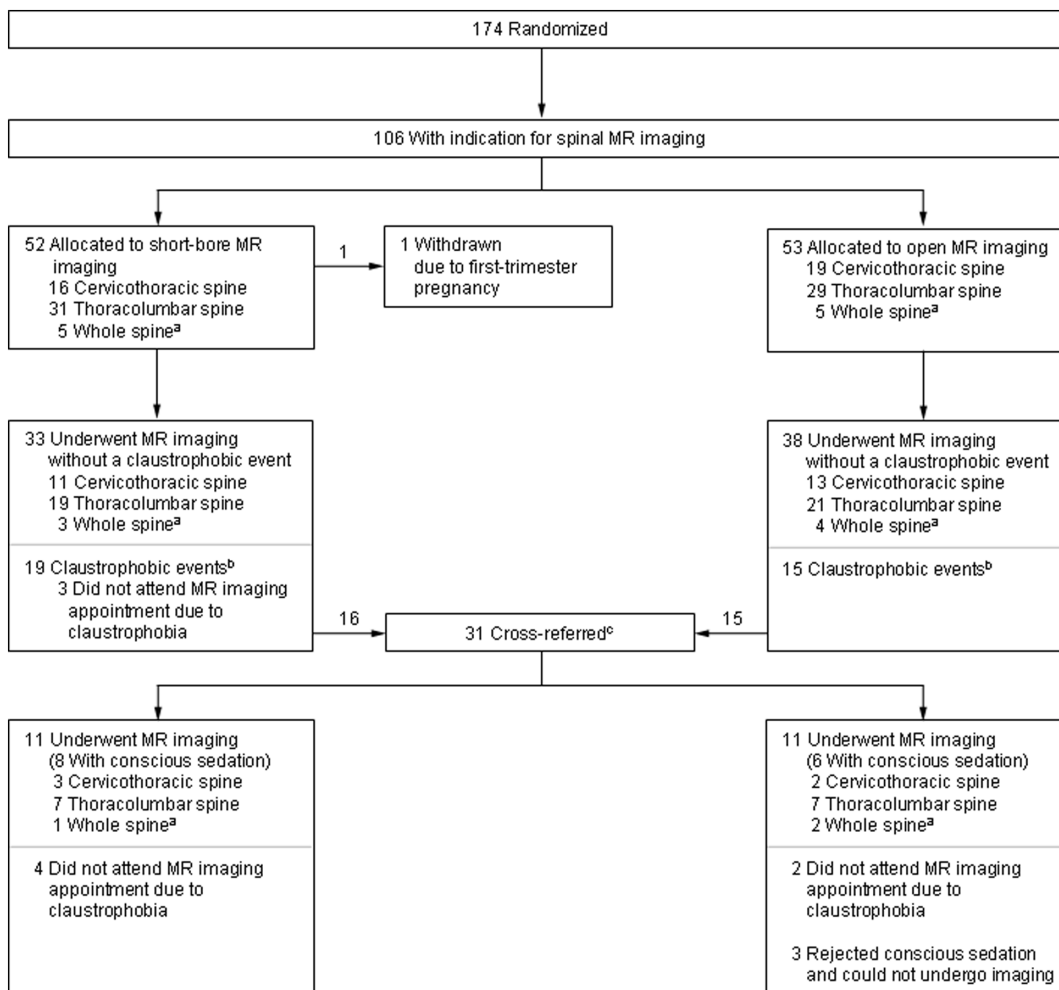 174 Randomized
106 With indication for spinal MR imaging
52 Allocated to short-bore MR
imaging
16 Cervicothoracic spine
31 Thoracolumbar spine
5 Whole spineᵃ
1
1 Withdrawn
due to first-trimester
pregnancy
53 Allocated to open MR imaging
19 Cervicothoracic spine
29 Thoracolumbar spine
5 Whole spineᵃ
33 Underwent MR imaging
without a claustrophobic event
11 Cervicothoracic spine
19 Thoracolumbar spine
3 Whole spineᵃ
19 Claustrophobic eventsᵇ
3 Did not attend MR imaging
appointment due to
claustrophobia
38 Underwent MR imaging
without a claustrophobic event
13 Cervicothoracic spine
21 Thoracolumbar spine
4 Whole spineᵃ
15 Claustrophobic eventsᵇ
16
31 Cross-referredᶜ
15
11 Underwent MR imaging
(8 With conscious sedation)
3 Cervicothoracic spine
7 Thoracolumbar spine
1 Whole spineᵃ
4 Did not attend MR imaging
appointment due to
claustrophobia
11 Underwent MR imaging
(6 With conscious sedation)
2 Cervicothoracic spine
7 Thoracolumbar spine
2 Whole spineᵃ
2 Did not attend MR imaging
appointment due to
claustrophobia
3 Rejected conscious sedation
and could not undergo imaging